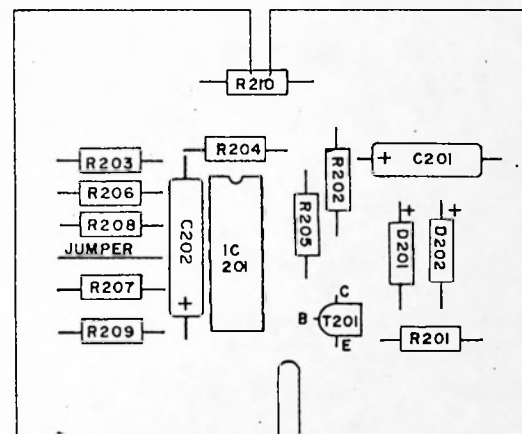 R210
R204
R203
+ C201
R202
R206
C202
R205
R208
IC
201
+
D201
+
D202
JUMPER
R207
+
C
B T201
E
R209
R201